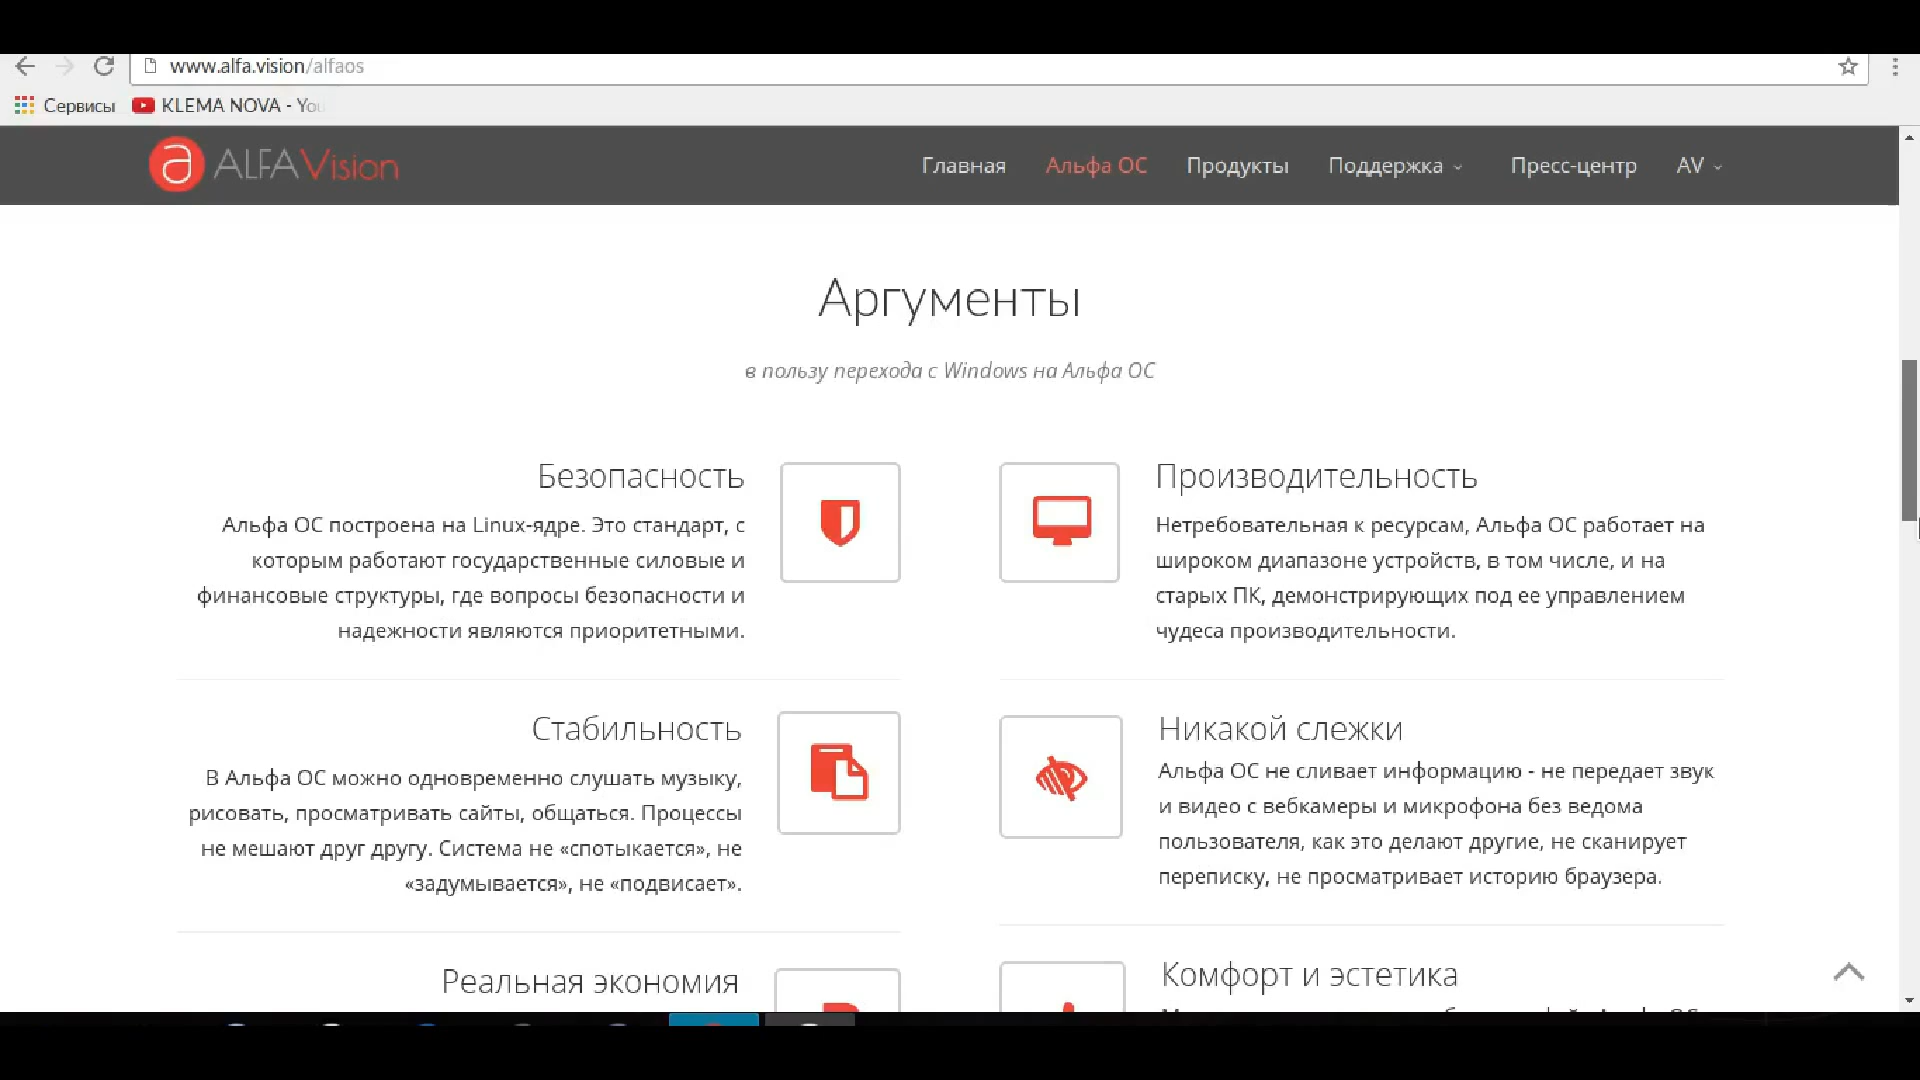 www.alfa.vision/alfaos
Сервисы
KLEMA NOVA - You
a ALFAVision
Главная
Альфа ОС
Продукты
Поддержка
Пресс-центр
AV
Аргументы
в пользу перехода с Windows на Альфа ОС
Безопасность
Альфа ОС построена на Linux-ядре. Это стандарт, с
которым работают государственные силовые и
финансовые структуры, где вопросы безопасности и
надежности являются приоритетными.
Производительность
Нетребовательная к ресурсам, Альфа ОС работает на
широком диапазоне устройств, в том числе, и на
старых ПК, демонстрирующих под ее управлением
чудеса производительности.
Стабильность
В Альфа ОС можно одновременно слушать музыку,
рисовать, просматривать сайты, общаться. Процессы
не мешают друг другу. Система не «спотыкается», не
«задумывается», не «подвисает».
Никакой слежки
Альфа ОС не сливает информацию - не передает звук
и видео с вебкамеры и микрофона без ведома
пользователя, как это делают другие, не сканирует
переписку, не просматривает историю браузера.
Реальная экономия
Комфорт и эстетика